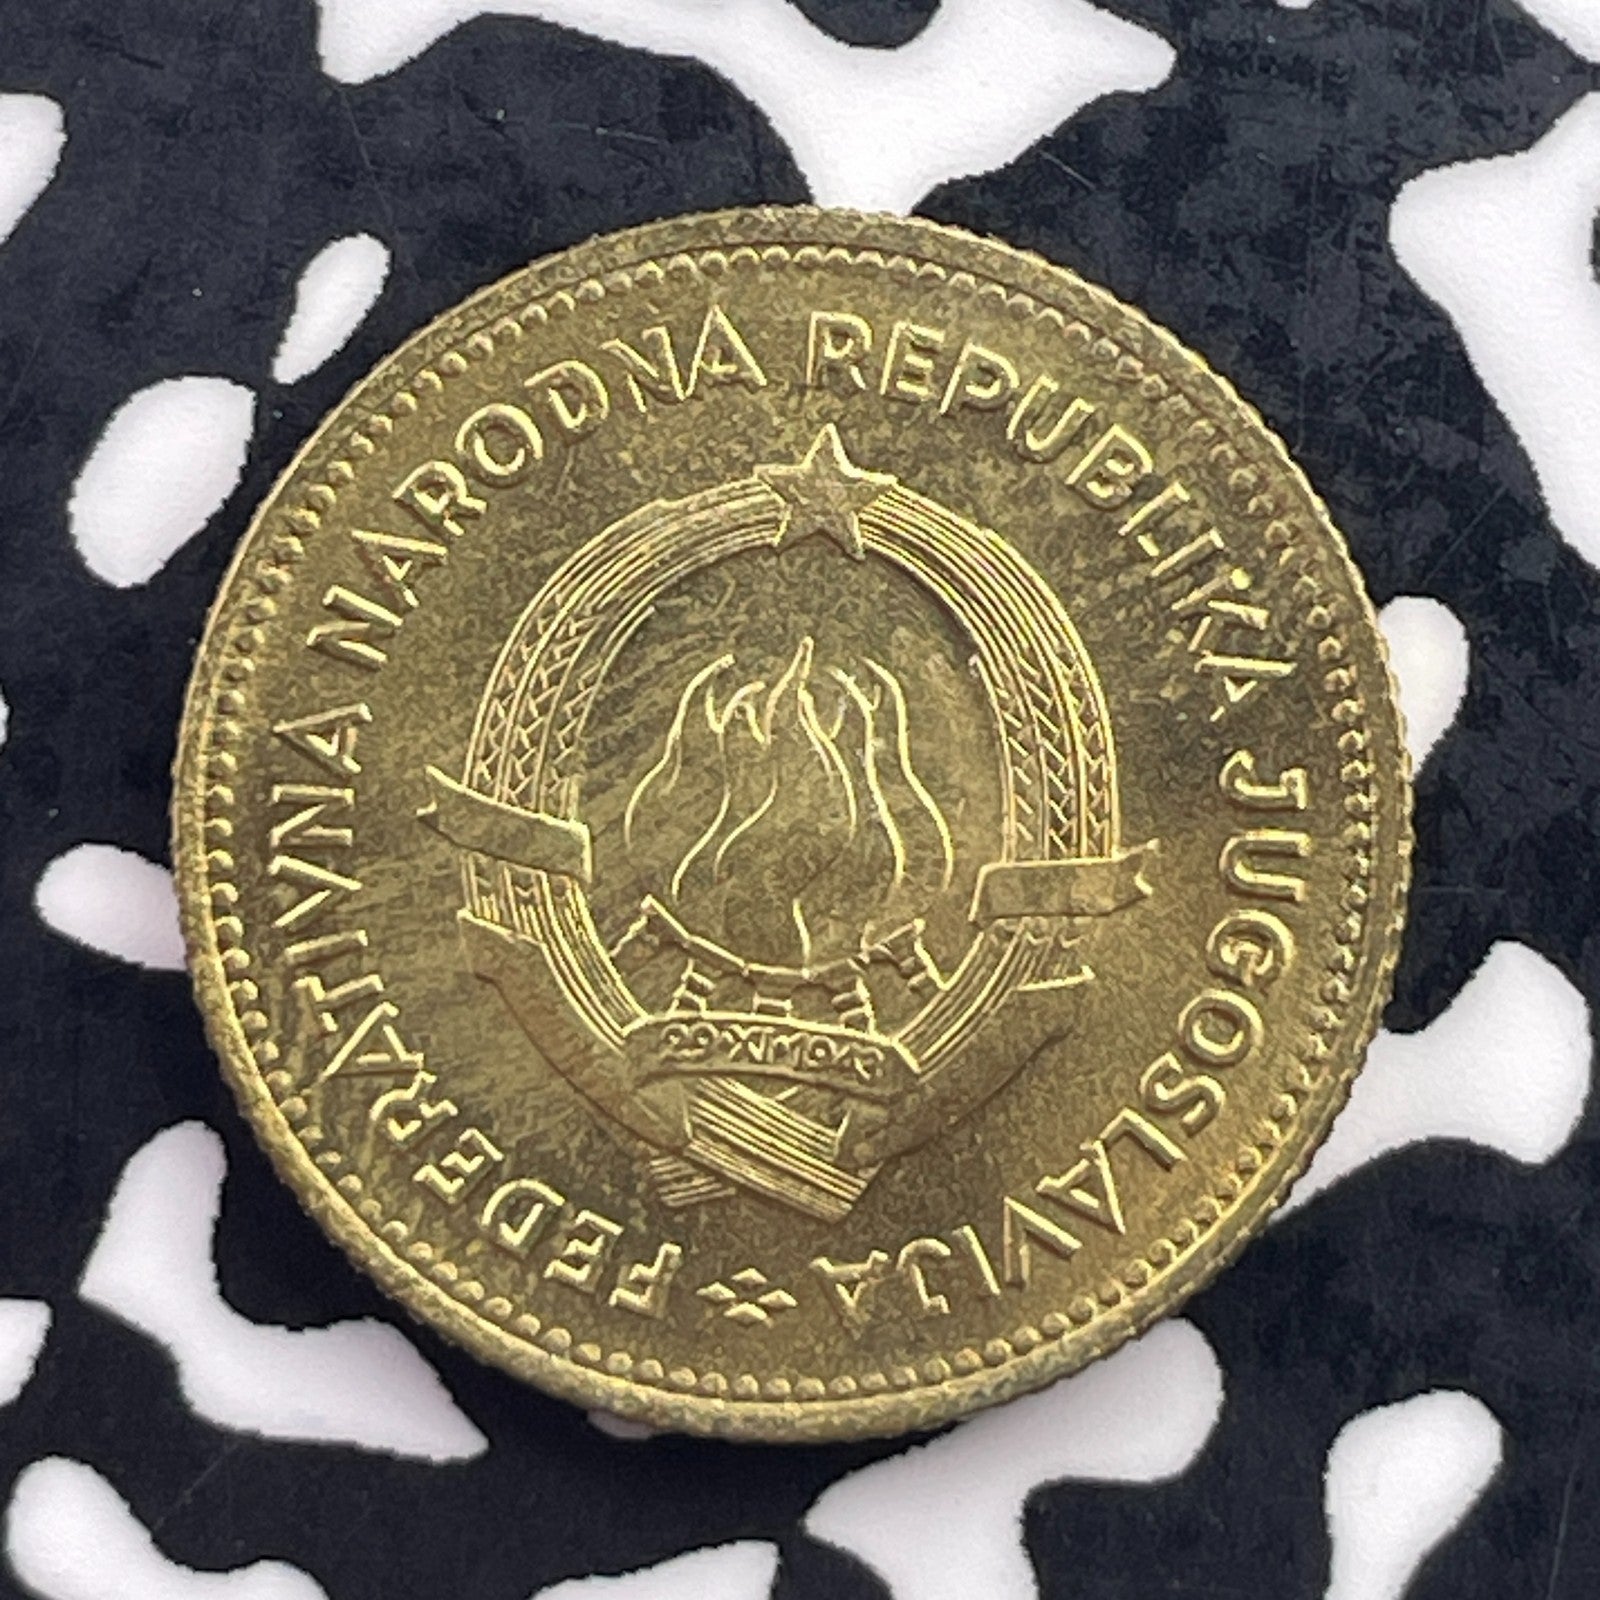 FEDERATIVNA NARODNA REPUBLIKA JUGOSLAVIJA
29·XI·1943